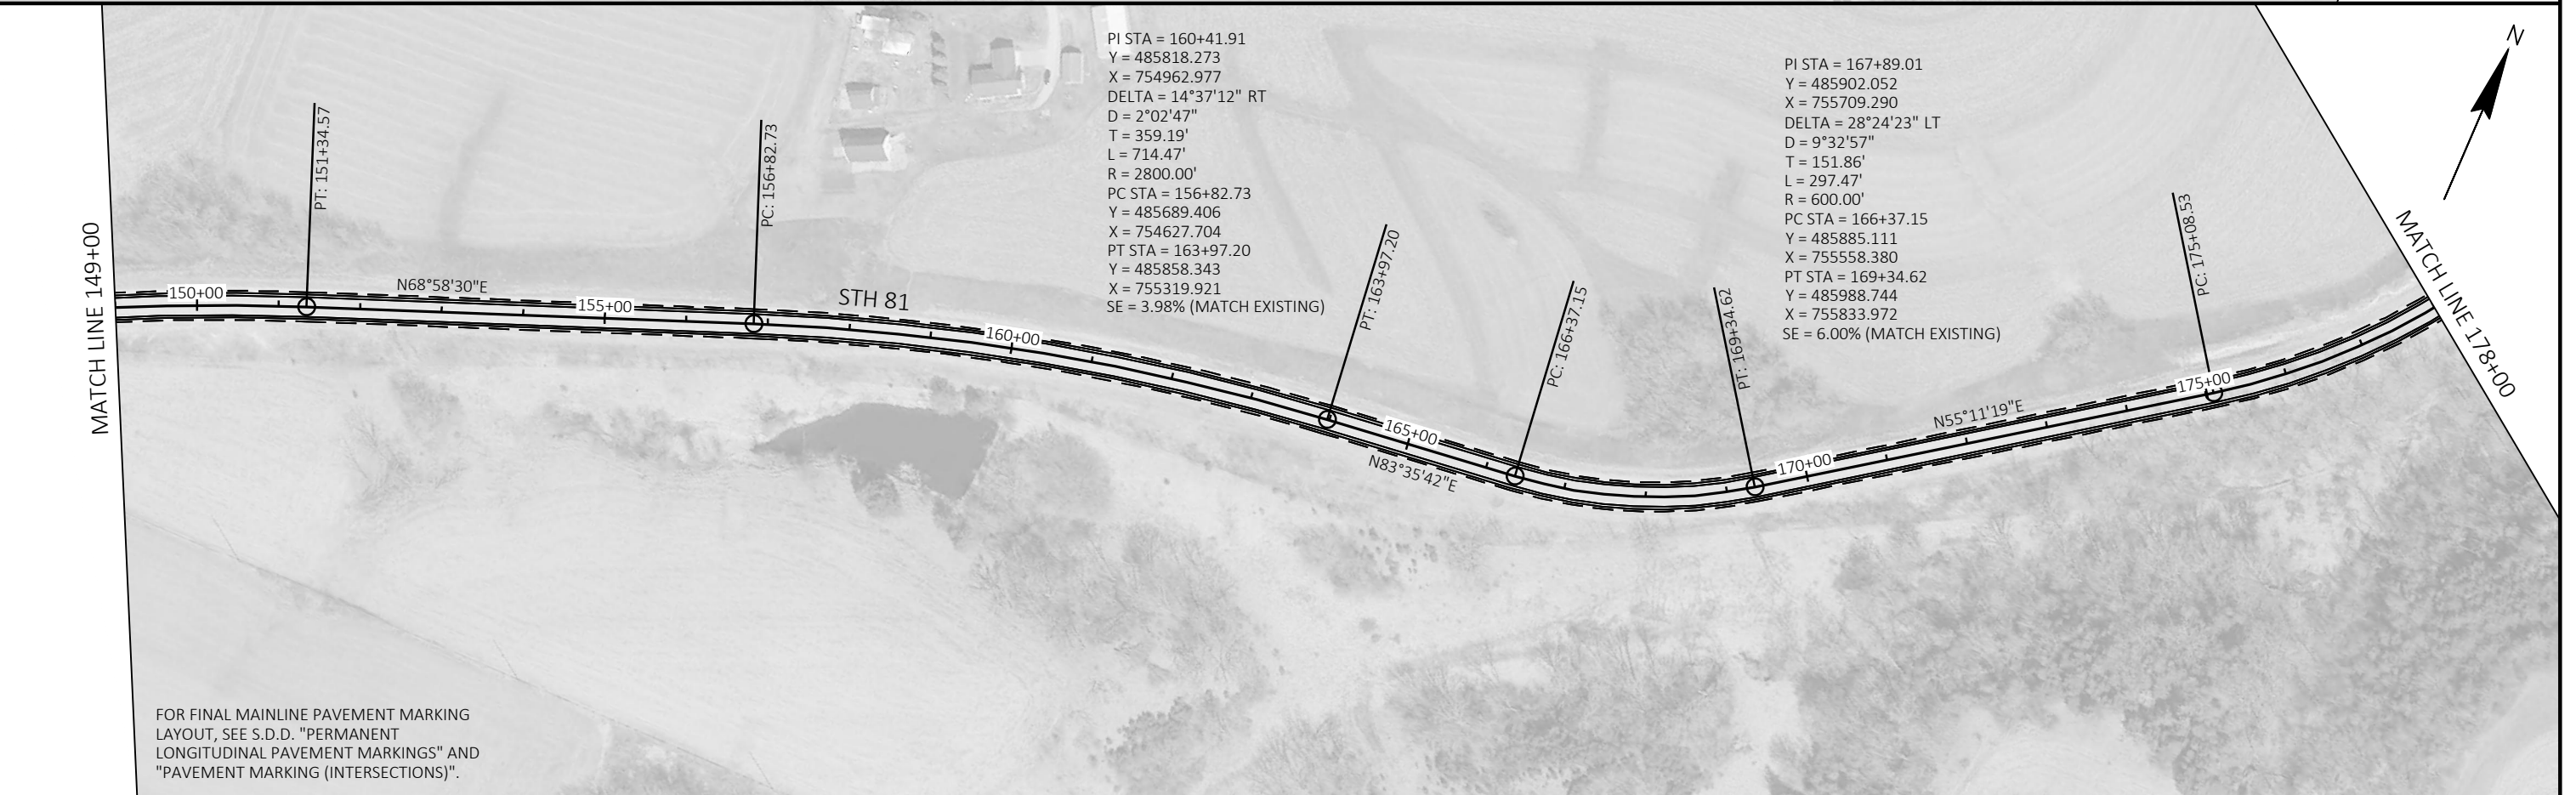 MATCH LINE 149+00
150+00
PT: 151+34.57
N68°58'30"E
155+00
PC: 156+82.73
STH 81
160+00
PI STA = 160+41.91
Y = 485818.273
X = 754962.977
DELTA = 14°37'12" RT
D = 2°02'47"
T = 359.19'
L = 714.47'
R = 2800.00'
PC STA = 156+82.73
Y = 485689.406
X = 754627.704
PT STA = 163+97.20
Y = 485858.343
X = 755319.921
SE = 3.98% (MATCH EXISTING)
PT: 163+97.20
165+00
N83°35'42"E
PC: 166+37.15
PT: 169+34.62
170+00
PI STA = 167+89.01
Y = 485902.052
X = 755709.290
DELTA = 28°24'23" LT
D = 9°32'57"
T = 151.86'
L = 297.47'
R = 600.00'
PC STA = 166+37.15
Y = 485885.111
X = 755558.380
PT STA = 169+34.62
Y = 485988.744
X = 755833.972
SE = 6.00% (MATCH EXISTING)
N55°11'19"E
175+00
PC: 175+08.53
MATCH LINE 178+00
N
FOR FINAL MAINLINE PAVEMENT MARKING
LAYOUT, SEE S.D.D. "PERMANENT
LONGITUDINAL PAVEMENT MARKINGS" AND
"PAVEMENT MARKING (INTERSECTIONS)".